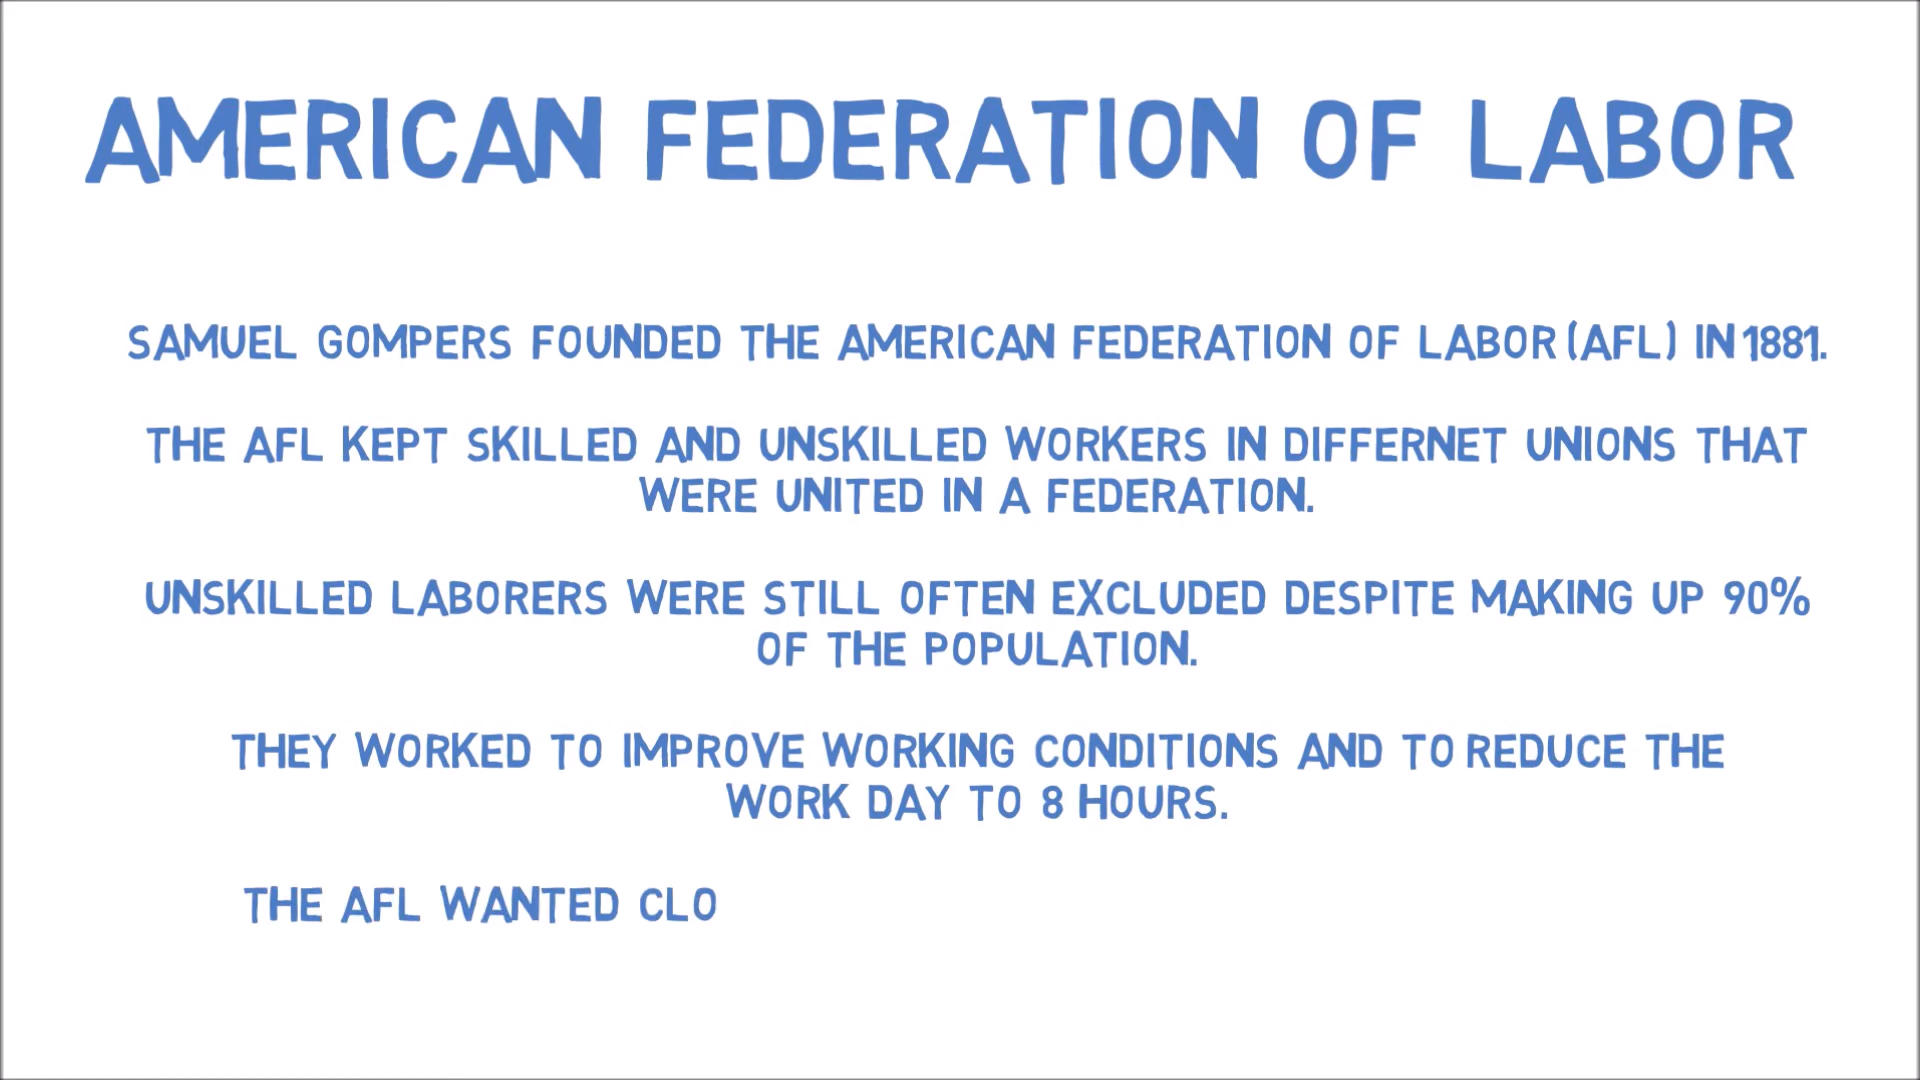 AMERICAN FEDERATION OF LABOR
SAMUEL GOMPERS FOUNDED THE AMERICAN FEDERATION OF LABOR (AFL) IN 1881.
THE AFL KEPT SKILLED AND UNSKILLED WORKERS IN DIFFERNET UNIONS THAT
WERE UNITED IN A FEDERATION.
UNSKILLED LABORERS WERE STILL OFTEN EXCLUDED DESPITE MAKING UP 90%
OF THE POPULATION.
THEY WORKED TO IMPROVE WORKING CONDITIONS AND TO REDUCE THE
WORK DAY TO 8 HOURS.
THE AFL WANTED CLO